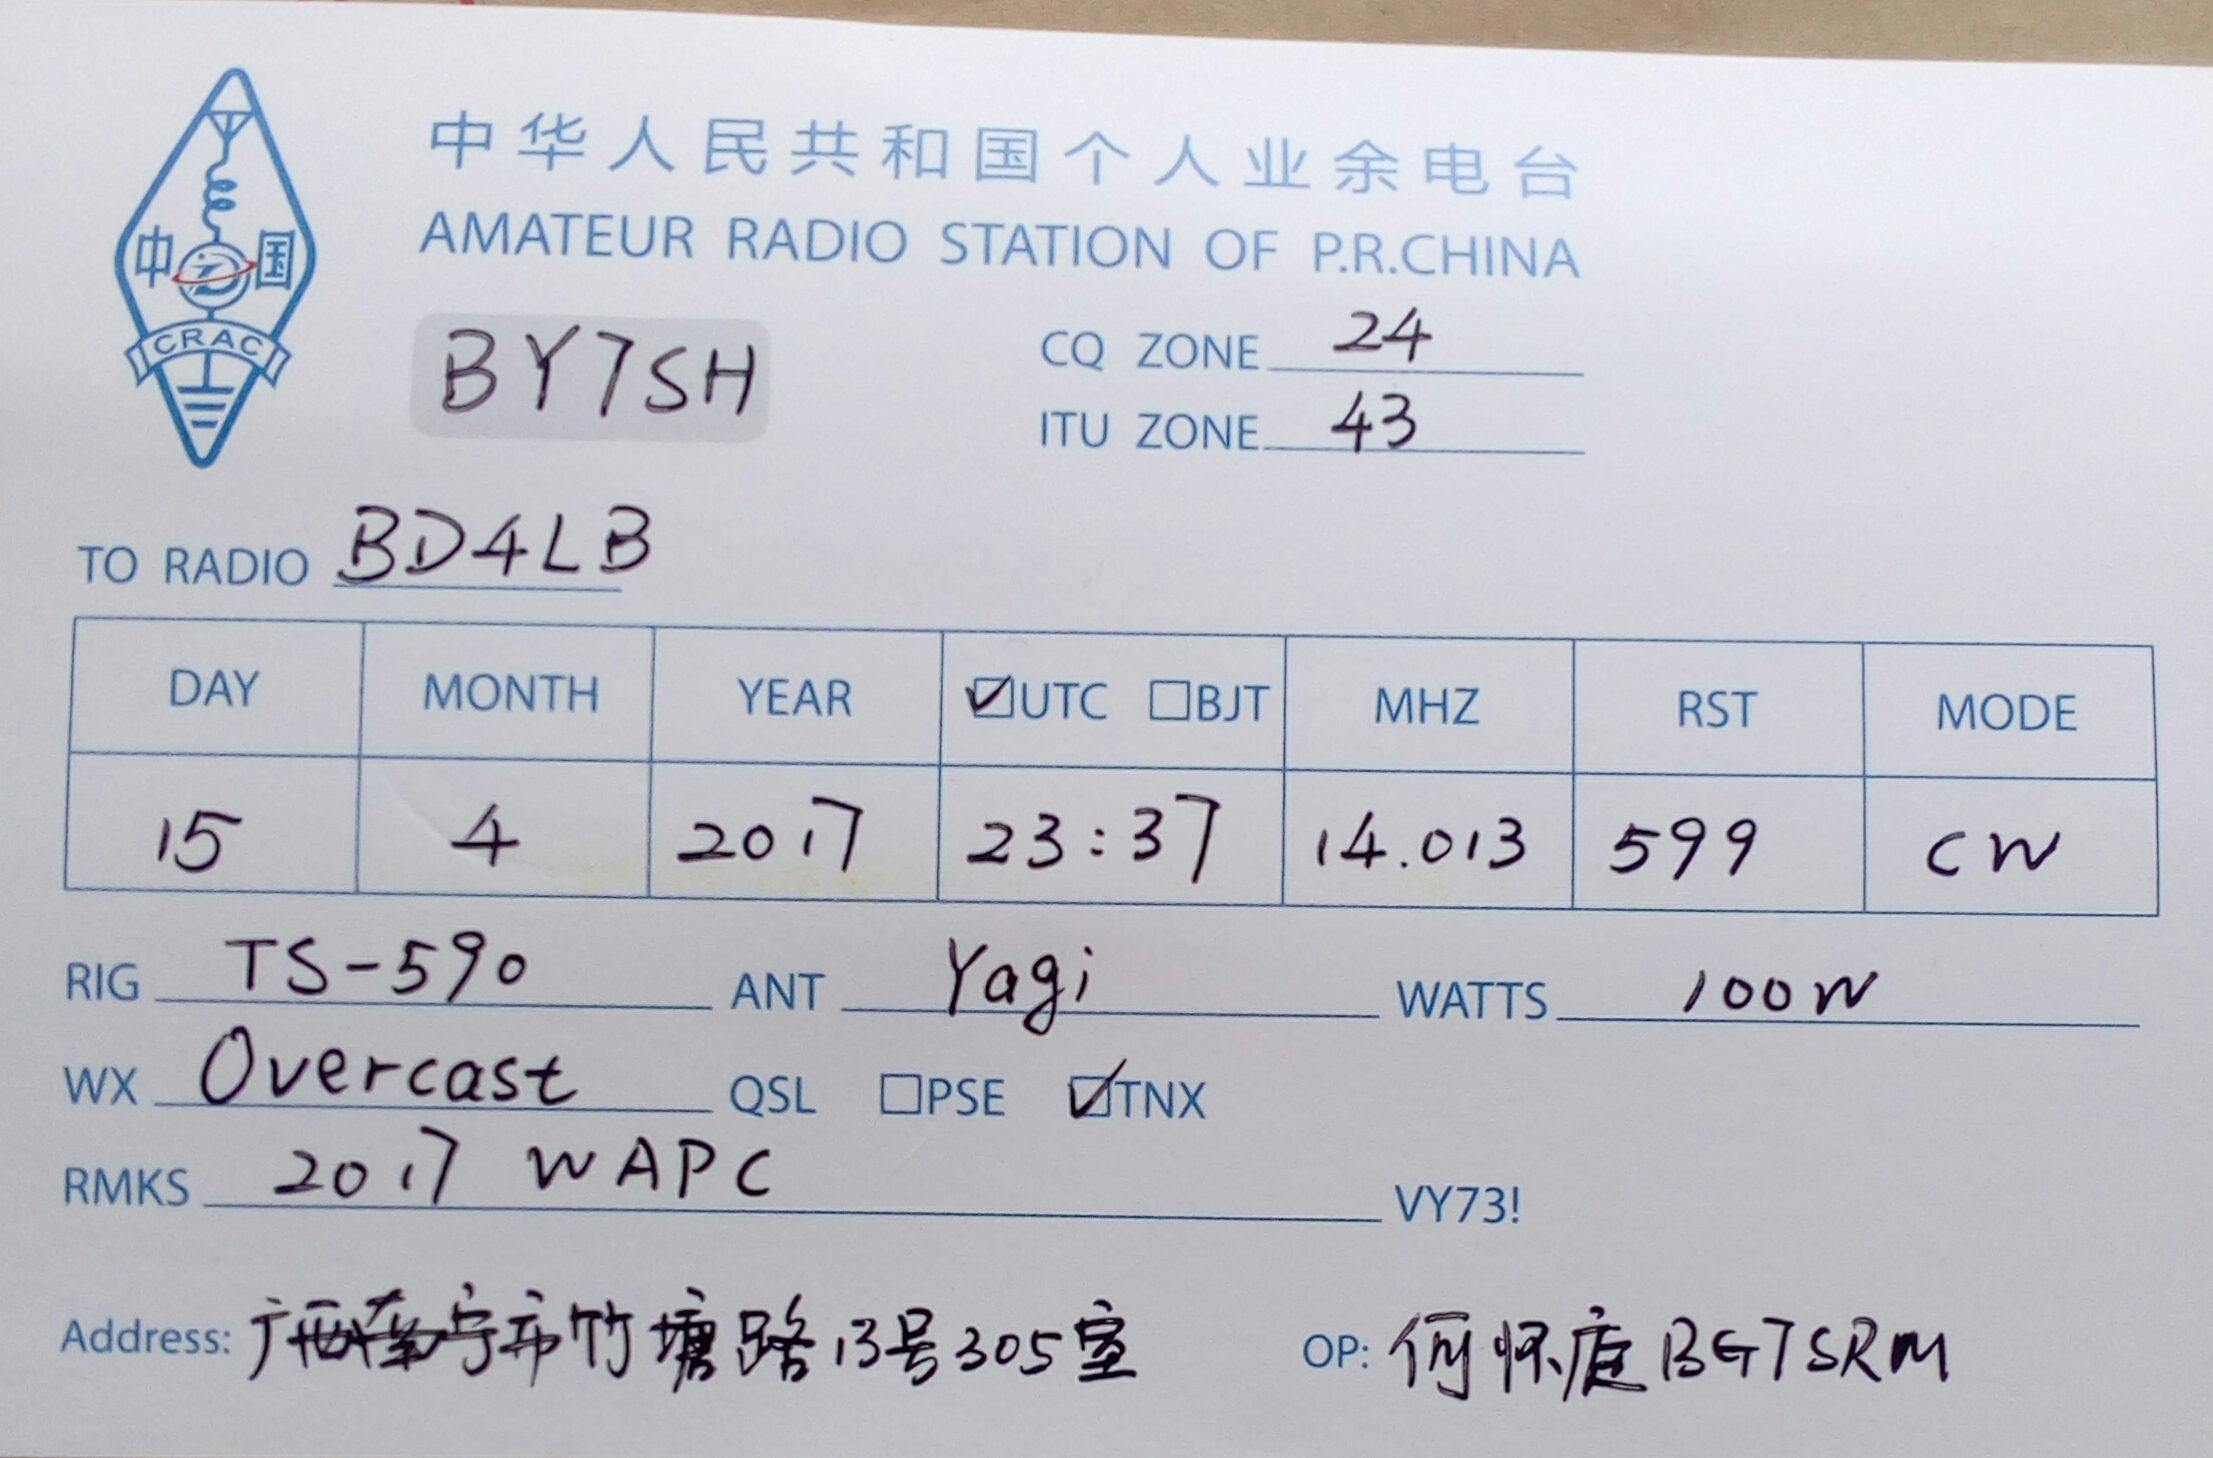 中华人民共和国个人业余电台
AMATEUR RADIO STATION OF P.R.CHINA
中国
CRAC
BY7SH
CQ ZONE 24
ITU ZONE 43
TO RADIO BD4LB
DAY MONTH YEAR ☑UTC ☐BJT MHZ RST MODE
15 4 2017 23:37 14.013 599 CW
RIG TS-590 ANT Yagi WATTS 100W
WX Overcast QSL ☐PSE ☑TNX
RMKS 2017 WAPC VY73!
Address: 广西南宁市竹塘路13号305室 OP: 何怀庭 BG7SRM